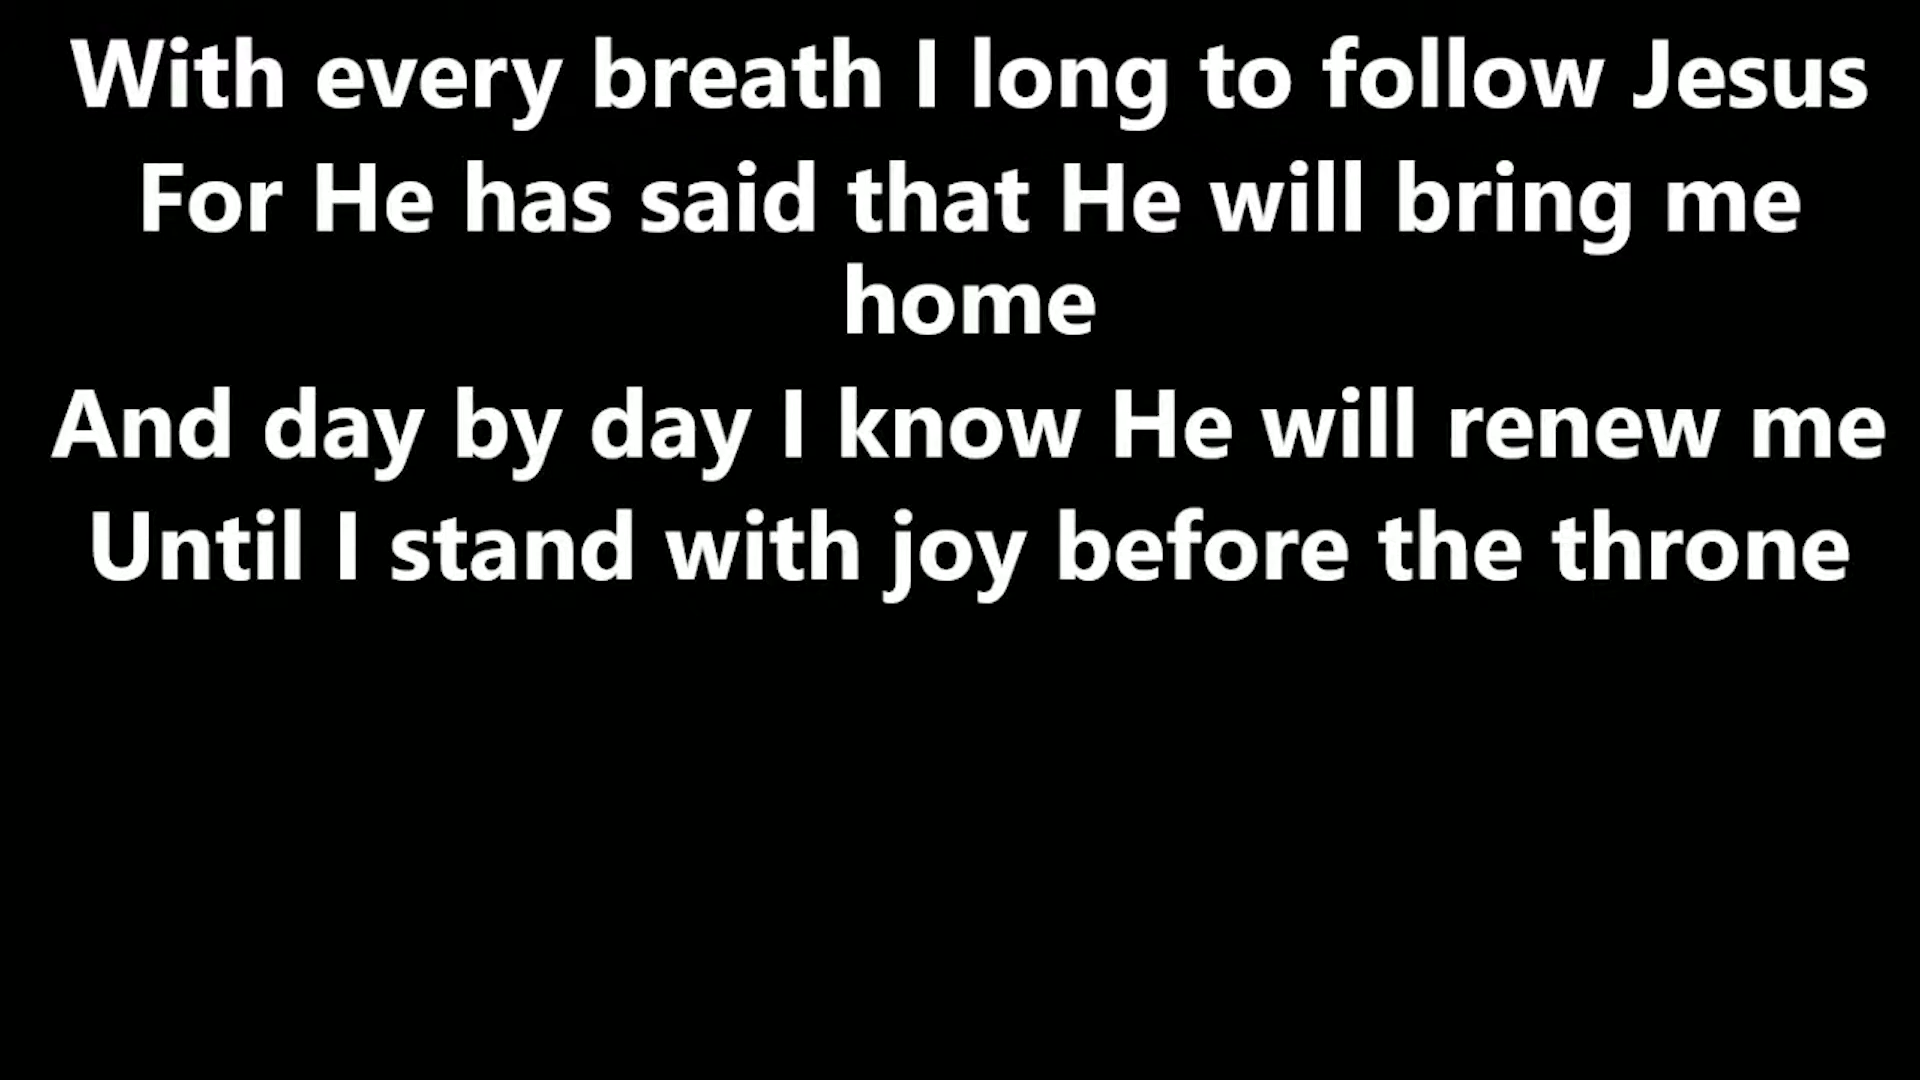 With every breath I long to follow Jesus
For He has said that He will bring me
home
And day by day I know He will renew me
Until I stand with joy before the throne